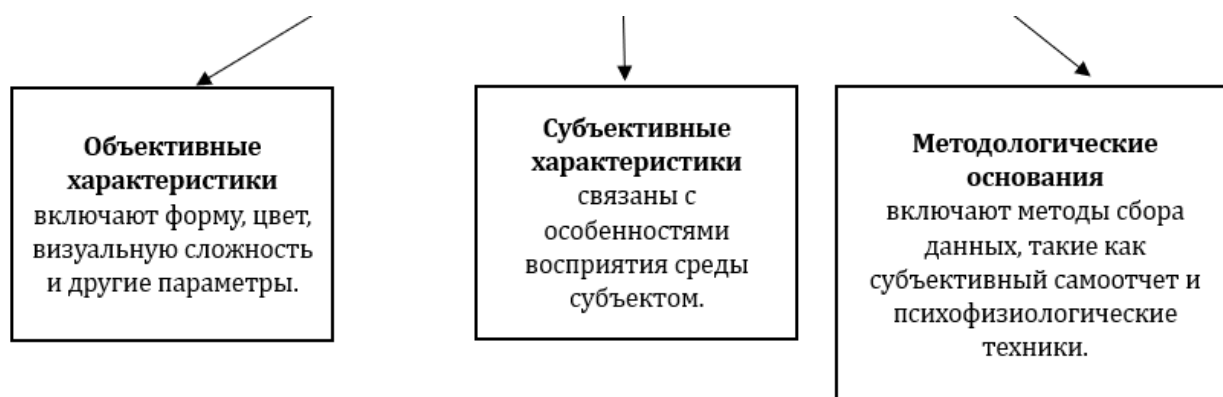 Объективные
характеристики
включают форму, цвет,
визуальную сложность
и другие параметры.
Субъективные
характеристики
связаны с
особенностями
восприятия среды
субъектом.
Методологические
основания
включают методы сбора
данных, такие как
субъективный самоотчет и
психофизиологические
техники.